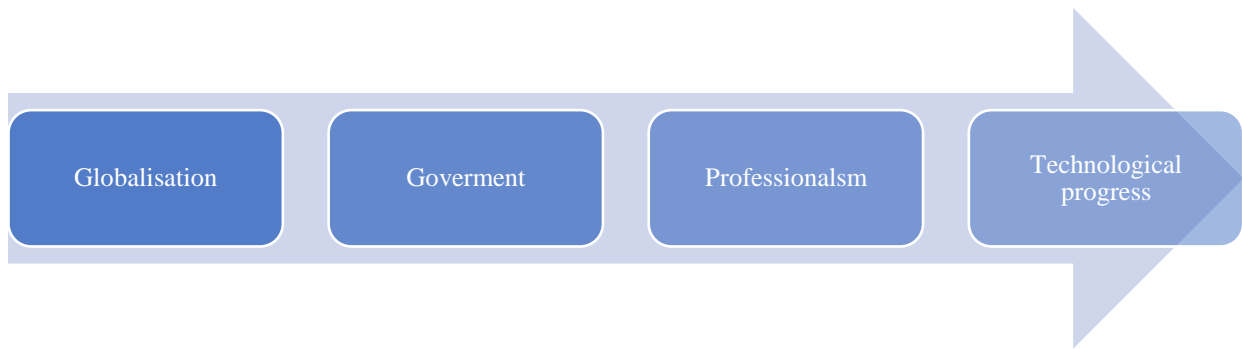 Globalisation
Goverment
Professionalsm
Technological
progress